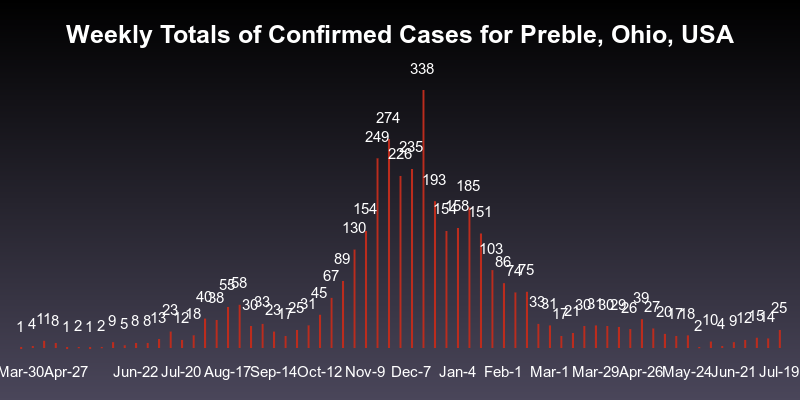 Weekly Totals of Confirmed Cases for Preble, Ohio, USA
1 4 11 8 1 2 1 2 9 5 8 8 13 23 12 18 40 38 55 58 30 33 23 17 25 31 45 67 89 130 154 249 274 226 235 338 193 154 158 185 151 103 86 74 75 33 31 17 21 30 31 30 29 26 39 27 20 17 18 2 10 4 9 12 15 14 25
Mar-30 Apr-27 Jun-22 Jul-20 Aug-17 Sep-14 Oct-12 Nov-9 Dec-7 Jan-4 Feb-1 Mar-1 Mar-29 Apr-26 May-24 Jun-21 Jul-19